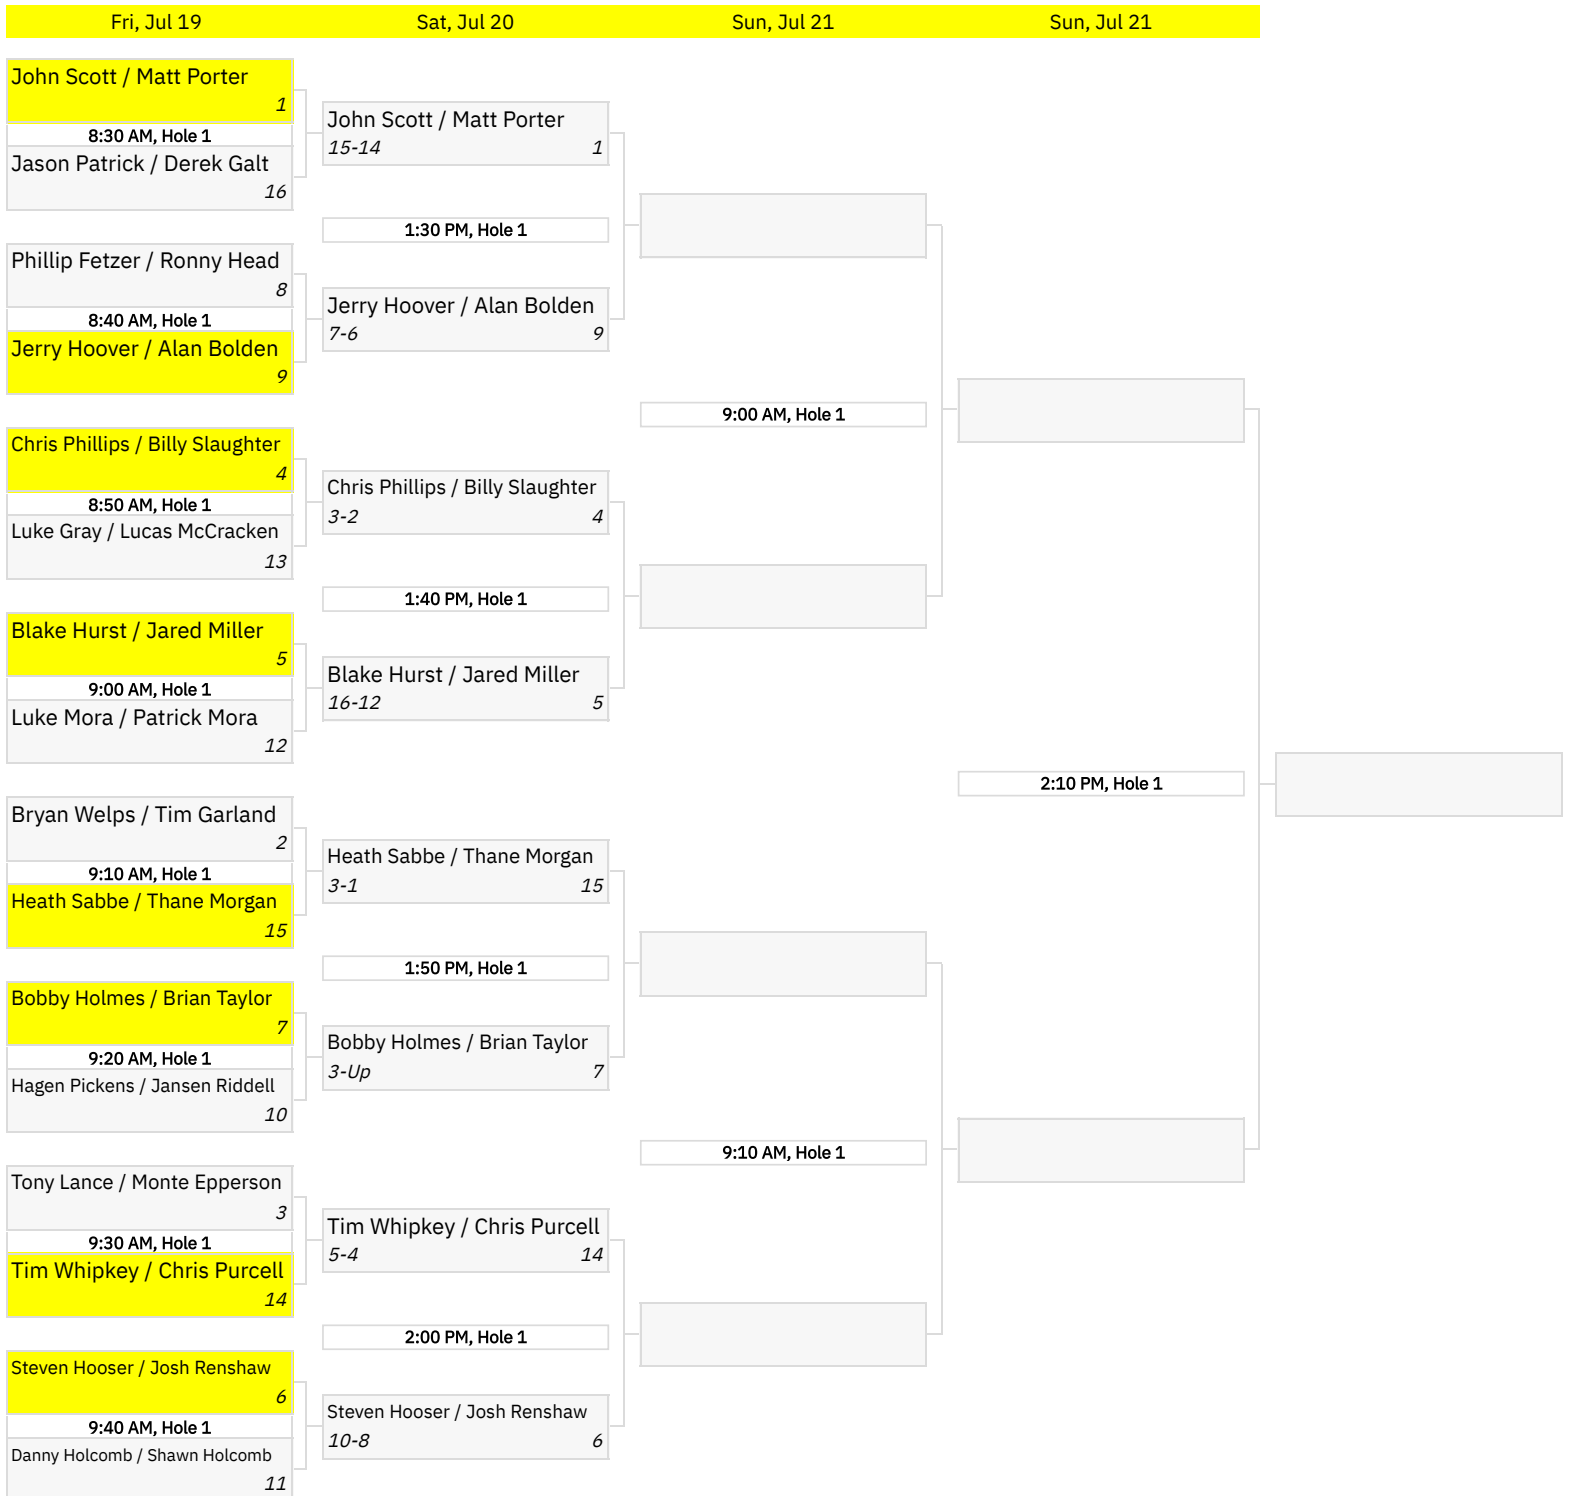 Fri, Jul 19
Sat, Jul 20
Sun, Jul 21
Sun, Jul 21
John Scott / Matt Porter
1
8:30 AM, Hole 1
Jason Patrick / Derek Galt
16
Phillip Fetzer / Ronny Head
8
8:40 AM, Hole 1
Jerry Hoover / Alan Bolden
9
Chris Phillips / Billy Slaughter
4
8:50 AM, Hole 1
Luke Gray / Lucas McCracken
13
Blake Hurst / Jared Miller
5
9:00 AM, Hole 1
Luke Mora / Patrick Mora
12
Bryan Welps / Tim Garland
2
9:10 AM, Hole 1
Heath Sabbe / Thane Morgan
15
Bobby Holmes / Brian Taylor
7
9:20 AM, Hole 1
Hagen Pickens / Jansen Riddell
10
Tony Lance / Monte Epperson
3
9:30 AM, Hole 1
Tim Whipkey / Chris Purcell
14
Steven Hooser / Josh Renshaw
6
9:40 AM, Hole 1
Danny Holcomb / Shawn Holcomb
11
John Scott / Matt Porter
15-14 1
1:30 PM, Hole 1
Jerry Hoover / Alan Bolden
7-6 9
Chris Phillips / Billy Slaughter
3-2 4
1:40 PM, Hole 1
Blake Hurst / Jared Miller
16-12 5
Heath Sabbe / Thane Morgan
3-1 15
1:50 PM, Hole 1
Bobby Holmes / Brian Taylor
3-Up 7
Tim Whipkey / Chris Purcell
5-4 14
2:00 PM, Hole 1
Steven Hooser / Josh Renshaw
10-8 6
9:00 AM, Hole 1
9:10 AM, Hole 1
2:10 PM, Hole 1